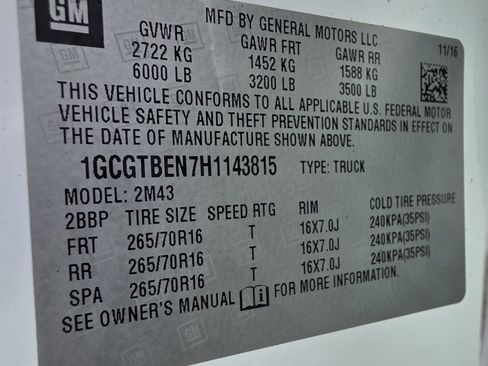 GM
MFD BY GENERAL MOTORS LLC
GVWR GAWR FRT GAWR RR 11/16
2722 KG 1452 KG 1588 KG
6000 LB 3200 LB 3500 LB
THIS VEHICLE CONFORMS TO ALL APPLICABLE U.S. FEDERAL MOTOR
VEHICLE SAFETY AND THEFT PREVENTION STANDARDS IN EFFECT ON
THE DATE OF MANUFACTURE SHOWN ABOVE.
1GCGTBEN7H1143815 TYPE: TRUCK
MODEL: 2M43
2BBP TIRE SIZE SPEED RTG RIM COLD TIRE PRESSURE
FRT 265/70R16 T 16X7.0J 240KPA(35PSI)
RR 265/70R16 T 16X7.0J 240KPA(35PSI)
SPA 265/70R16 T 16X7.0J 240KPA(35PSI)
SEE OWNER'S MANUAL FOR MORE INFORMATION.